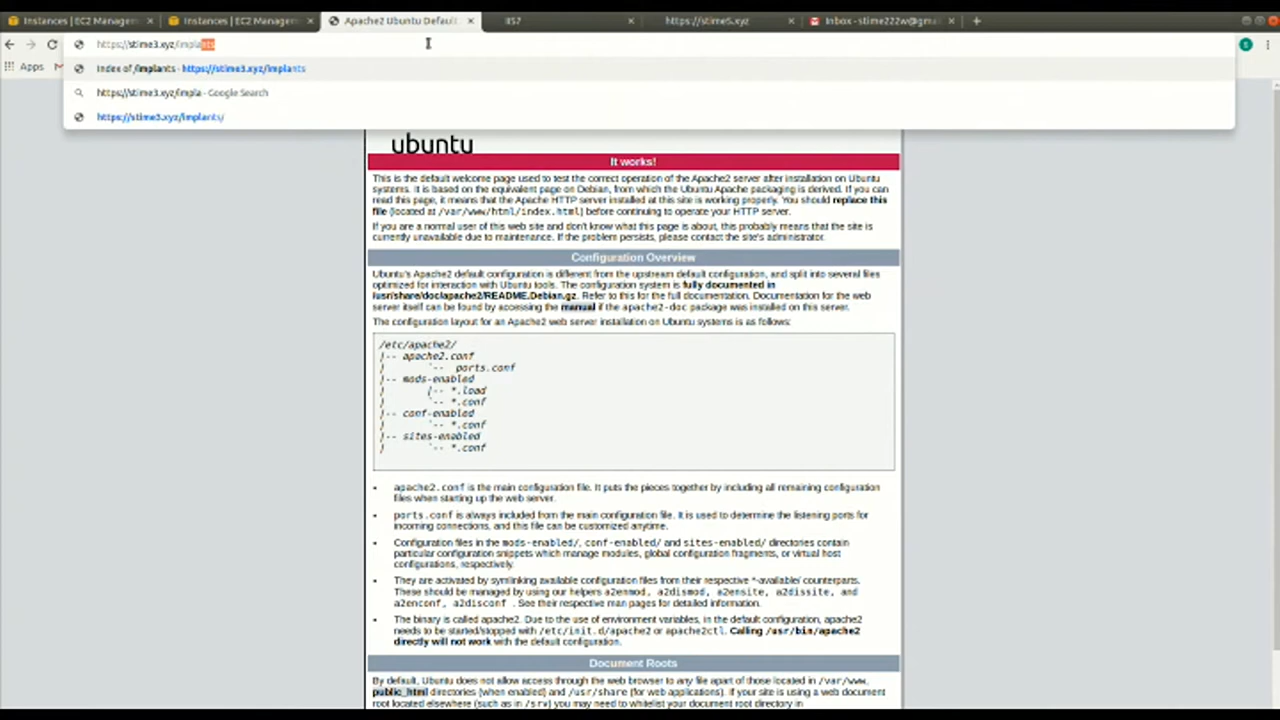 Instances | EC2 Managem Instances | EC2 Managem Apache2 Ubuntu Default IIS7 https://stime5.xyz Inbox - stime222w@gmai
https://stime3.xyz/implants
Apps
Index of /implants - https://stime3.xyz/implants
https://stime3.xyz/impla - Google Search
https://stime3.xyz/implants/
ubuntu
It works!
This is the default welcome page used to test the correct operation of the Apache2 server after installation on Ubuntu
systems. It is based on the equivalent page on Debian, from which the Ubuntu Apache packaging is derived. If you can
read this page, it means that the Apache HTTP server installed at this site is working properly. You should replace this
file (located at /var/www/html/index.html) before continuing to operate your HTTP server.
If you are a normal user of this web site and don't know what this page is about, this probably means that the site is
currently unavailable due to maintenance. If the problem persists, please contact the site's administrator.
Configuration Overview
Ubuntu's Apache2 default configuration is different from the upstream default configuration, and split into several files
optimized for interaction with Ubuntu tools. The configuration system is fully documented in
/usr/share/doc/apache2/README.Debian.gz. Refer to this for the full documentation. Documentation for the web
server itself can be found by accessing the manual if the apache2-doc package was installed on this server.
The configuration layout for an Apache2 web server installation on Ubuntu systems is as follows:
/etc/apache2/
|-- apache2.conf
| `-- ports.conf
|-- mods-enabled
| |-- *.load
| `-- *.conf
|-- conf-enabled
| `-- *.conf
|-- sites-enabled
| `-- *.conf
• apache2.conf is the main configuration file. It puts the pieces together by including all remaining configuration
files when starting up the web server.
• ports.conf is always included from the main configuration file. It is used to determine the listening ports for
incoming connections, and this file can be customized anytime.
• Configuration files in the mods-enabled/, conf-enabled/ and sites-enabled/ directories contain
particular configuration snippets which manage modules, global configuration fragments, or virtual host
configurations, respectively.
• They are activated by symlinking available configuration files from their respective *-available/ counterparts.
These should be managed by using our helpers a2enmod, a2dismod, a2ensite, a2dissite, and
a2enconf, a2disconf . See their respective man pages for detailed information.
• The binary is called apache2. Due to the use of environment variables, in the default configuration, apache2
needs to be started/stopped with /etc/init.d/apache2 or apache2ctl. Calling /usr/bin/apache2
directly will not work with the default configuration.
Document Roots
By default, Ubuntu does not allow access through the web browser to any file apart of those located in /var/www,
public_html directories (when enabled) and /usr/share (for web applications). If your site is using a web document
root located elsewhere (such as in /srv) you may need to whitelist your document root directory in